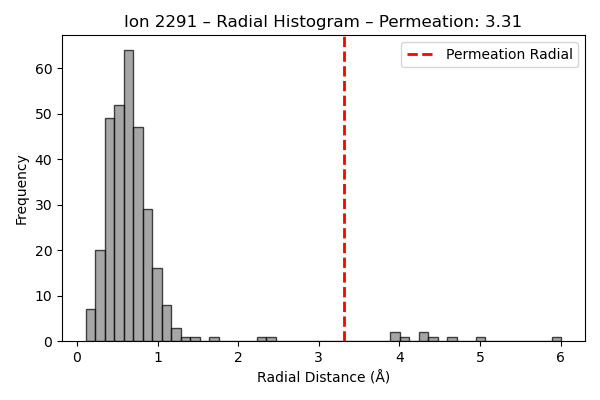 Ion 2291 – Radial Histogram – Permeation: 3.31
Permeation Radial
Frequency
60
50
40
30
20
10
0
0 1 2 3 4 5 6
Radial Distance (Å)